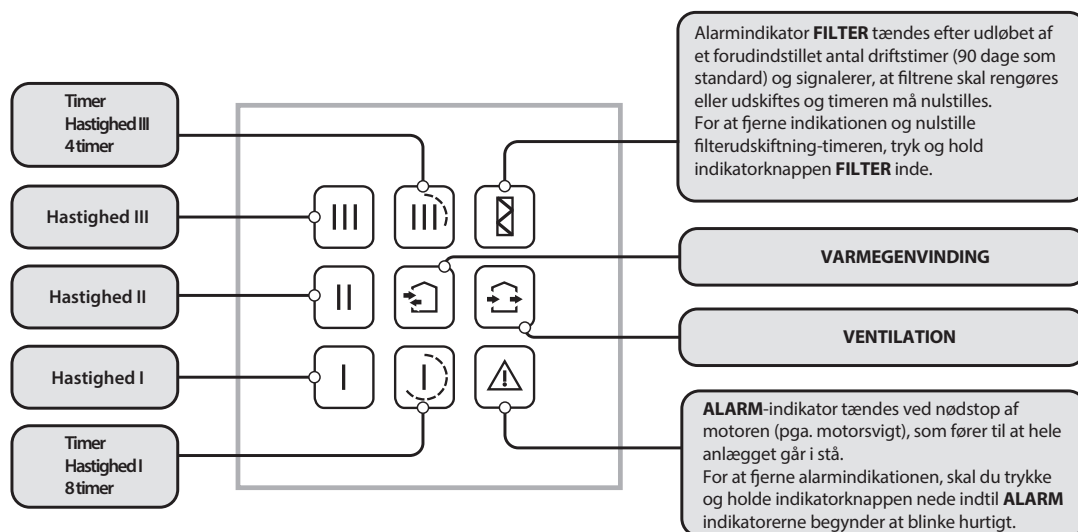 Timer
Hastighed III
4 timer
Hastighed III
Hastighed II
Hastighed I
Timer
Hastighed I
8 timer
III
III
II
I
I
Alarmindikator FILTER tændes efter udløbet af
et forudindstillet antal driftstimer (90 dage som
standard) og signalerer, at filtrene skal rengøres
eller udskiftes og timeren må nulstilles.
For at fjerne indikationen og nulstille
filterudskiftning-timeren, tryk og hold
indikatorknappen FILTER inde.
VARMEGENVINDING
VENTILATION
ALARM-indikator tændes ved nødstop af
motoren (pga. motorsvigt), som fører til at hele
anlægget går i stå.
For at fjerne alarmindikationen, skal du trykke
og holde indikatorknappen nede indtil ALARM
indikatorerne begynder at blinke hurtigt.